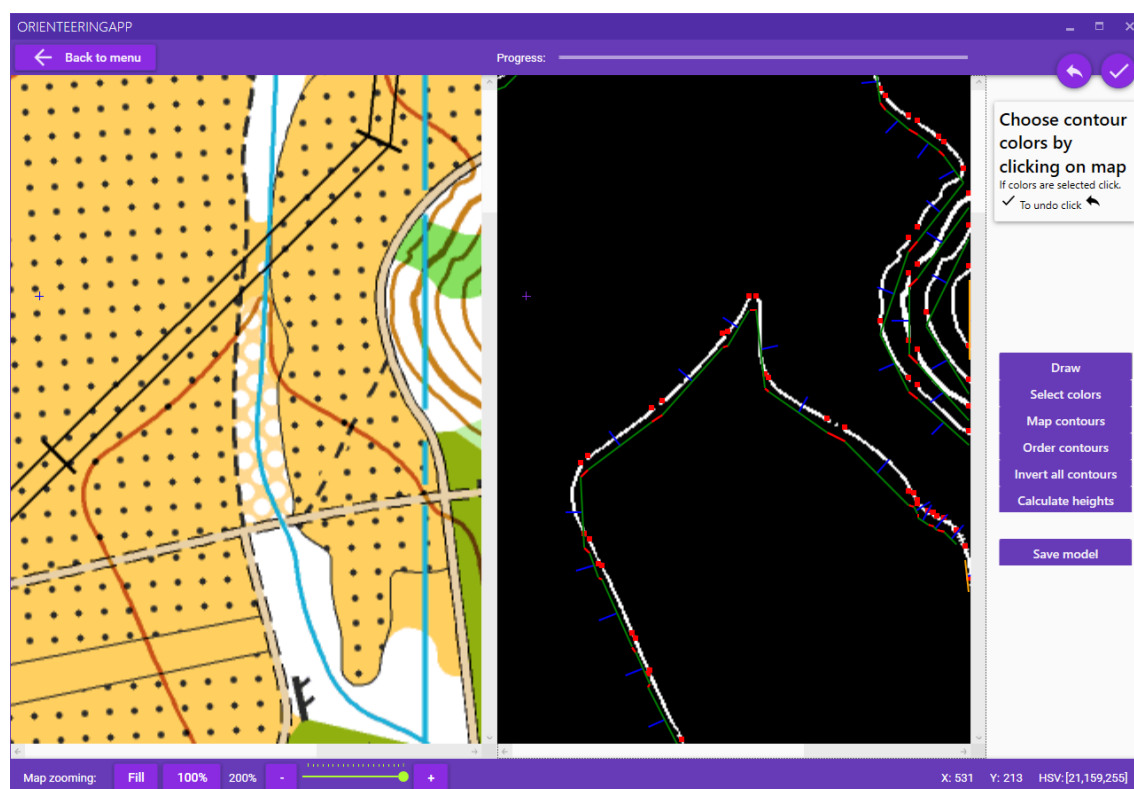 ORIENTEERINGAPP
Back to menu
Progress:
Choose contour
colors by
clicking on map
If colors are selected click.
To undo click
Draw
Select colors
Map contours
Order contours
Invert all contours
Calculate heights
Save model
Map zooming: Fill 100% 200% - + X: 531 Y: 213 HSV:[21,159,255]